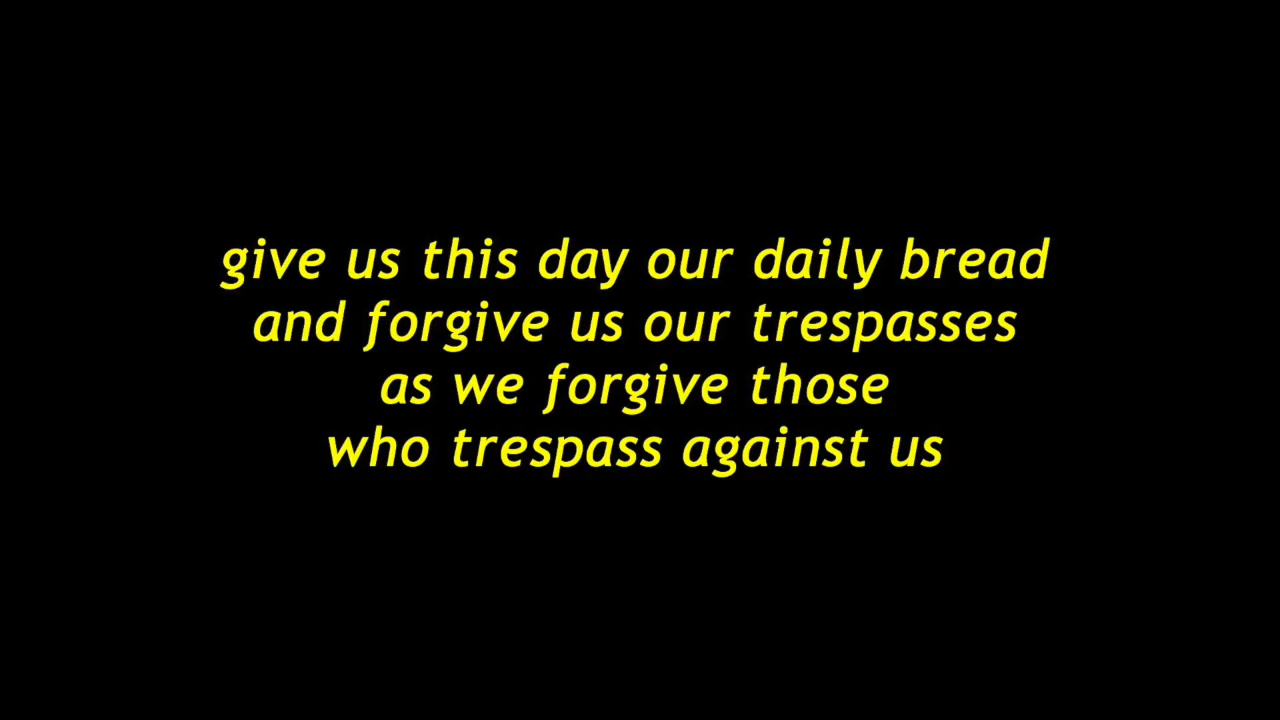 give us this day our daily bread
and forgive us our trespasses
as we forgive those
who trespass against us